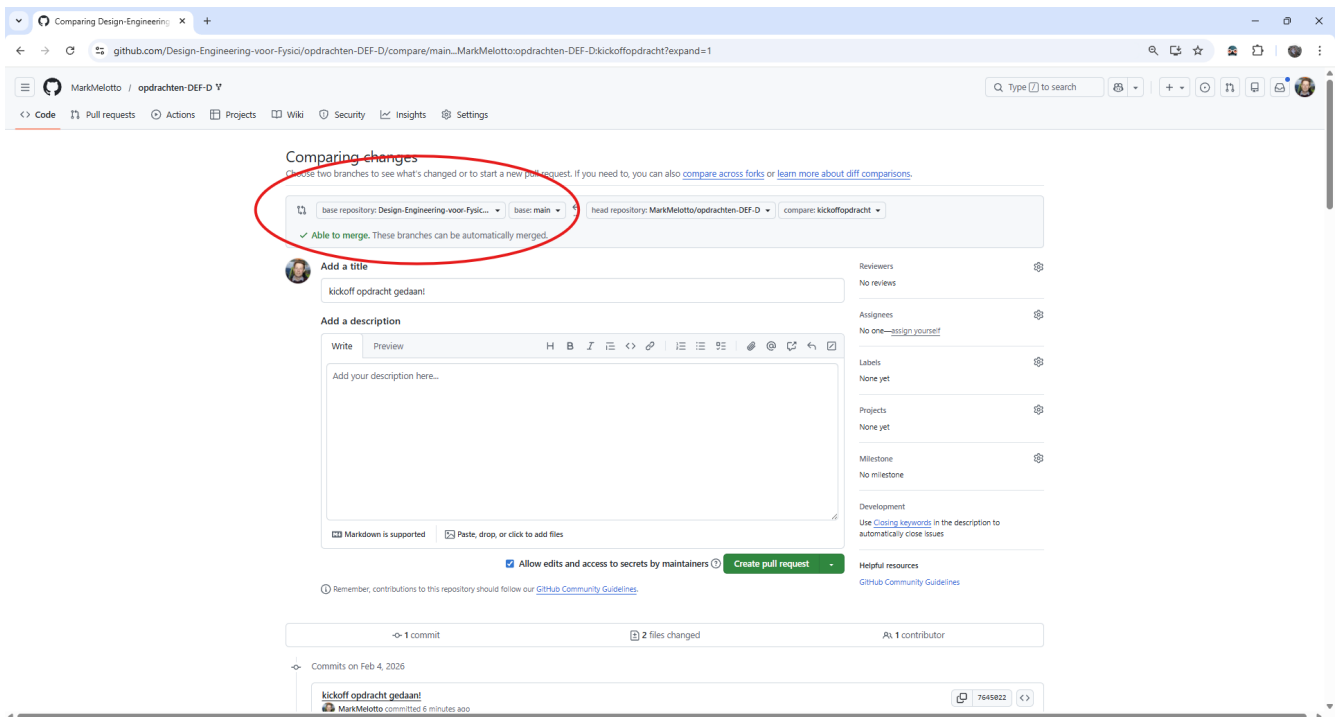 Comparing Design-Engineering
github.com/Design-Engineering-voor-Fysici/opdrachten-DEF-D/compare/main...MarkMelotto:opdrachten-DEF-D:kickoffopdracht?expand=1
MarkMelotto / opdrachten-DEF-D
Type / to search
Code Pull requests Actions Projects Wiki Security Insights Settings
Comparing changes
Choose two branches to see what's changed or to start a new pull request. If you need to, you can also compare across forks or learn more about diff comparisons.
base repository: Design-Engineering-voor-Fysic... base: main head repository: MarkMelotto/opdrachten-DEF-D compare: kickoffopdracht
Able to merge. These branches can be automatically merged.
Add a title
kickoff opdracht gedaan!
Add a description
Write Preview
Add your description here...
Markdown is supported Paste, drop, or click to add files
Allow edits and access to secrets by maintainers Create pull request
Remember, contributions to this repository should follow our GitHub Community Guidelines.
Reviewers
No reviews
Assignees
No one—assign yourself
Labels
None yet
Projects
None yet
Milestone
No milestone
Development
Use Closing keywords in the description to
automatically close issues
Helpful resources
GitHub Community Guidelines
1 commit 2 files changed 1 contributor
Commits on Feb 4, 2026
kickoff opdracht gedaan!
7645022
MarkMelotto committed 6 minutes ago